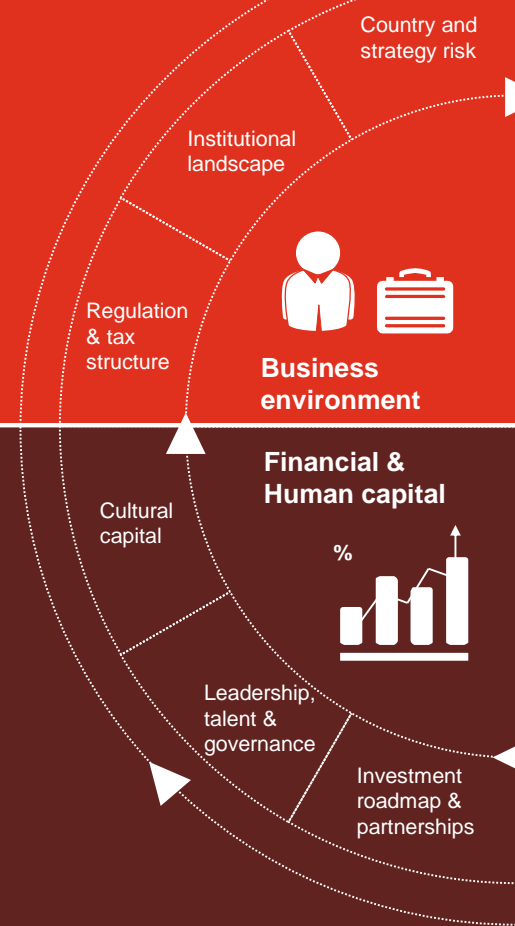 Country and
strategy risk
Institutional
landscape
Regulation
& tax
structure
Business
environment
Financial &
Human capital
Cultural
capital
%
Leadership,
talent &
governance
Investment
roadmap &
partnerships